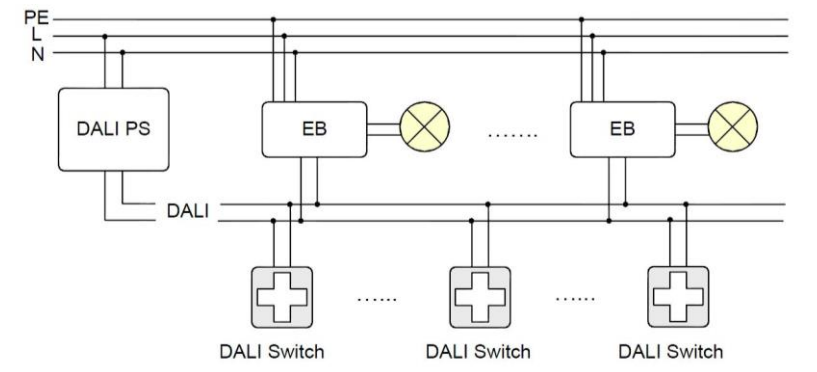 PE
L
N
DALI PS
EB
.......
EB
DALI
......
......
DALI Switch
DALI Switch
DALI Switch